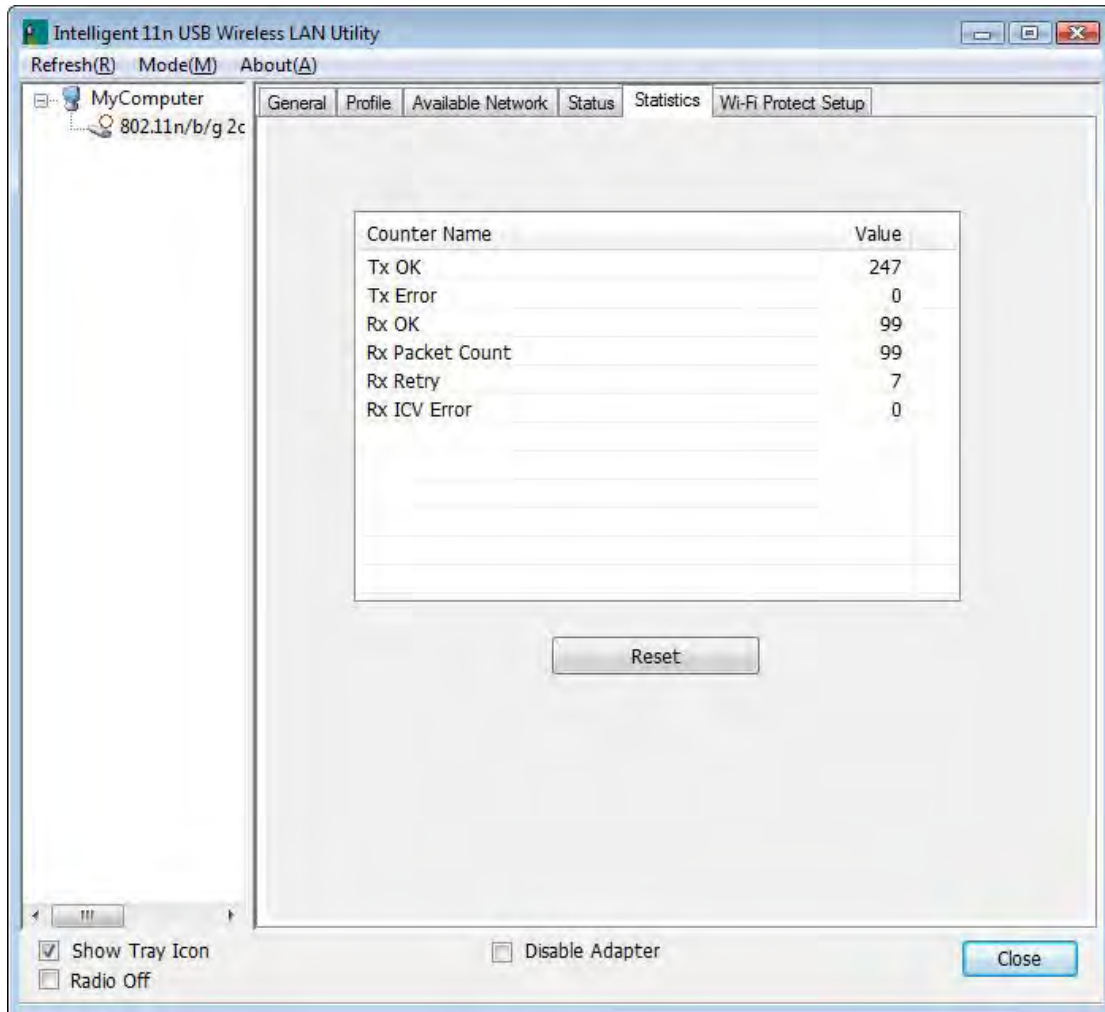 Intelligent 11n USB Wireless LAN Utility
Refresh(R) Mode(M) About(A)
MyComputer
802.11n/b/g 2c
General Profile Available Network Status Statistics Wi-Fi Protect Setup
Counter Name Value
Tx OK 247
Tx Error 0
Rx OK 99
Rx Packet Count 99
Rx Retry 7
Rx ICV Error 0
Reset
Show Tray Icon
Radio Off
Disable Adapter
Close